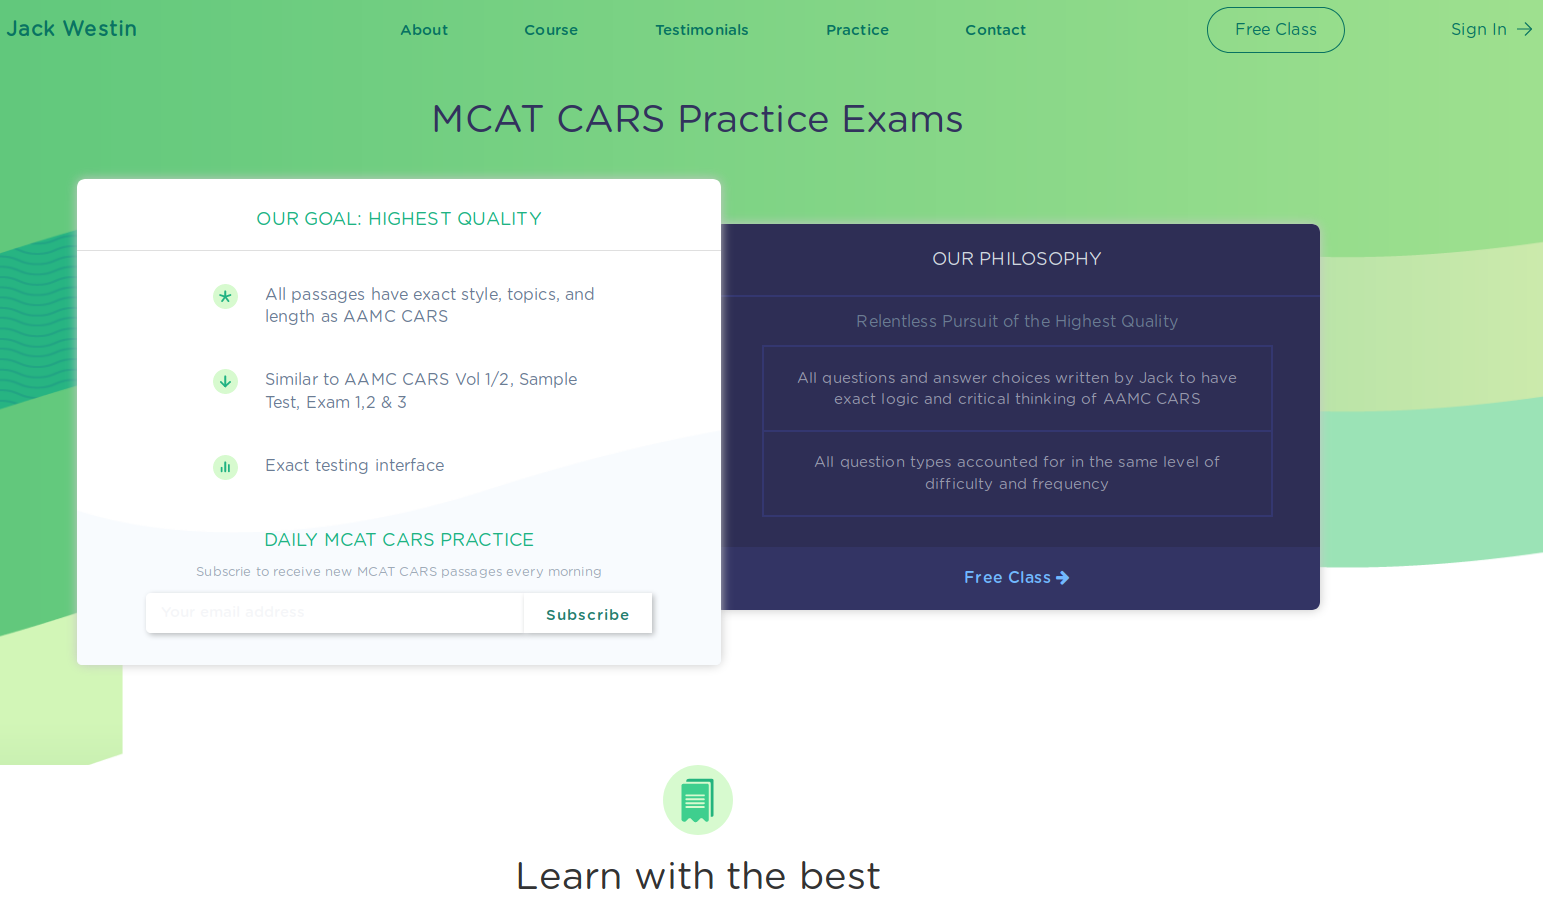 Jack Westin
About
Course
Testimonials
Practice
Contact
Free Class
Sign In
MCAT CARS Practice Exams
OUR GOAL: HIGHEST QUALITY
All passages have exact style, topics, and
length as AAMC CARS
Similar to AAMC CARS Vol 1/2, Sample
Test, Exam 1,2 & 3
Exact testing interface
DAILY MCAT CARS PRACTICE
Subscrie to receive new MCAT CARS passages every morning
Your email address
Subscribe
OUR PHILOSOPHY
Relentless Pursuit of the Highest Quality
All questions and answer choices written by Jack to have
exact logic and critical thinking of AAMC CARS
All question types accounted for in the same level of
difficulty and frequency
Free Class
Learn with the best